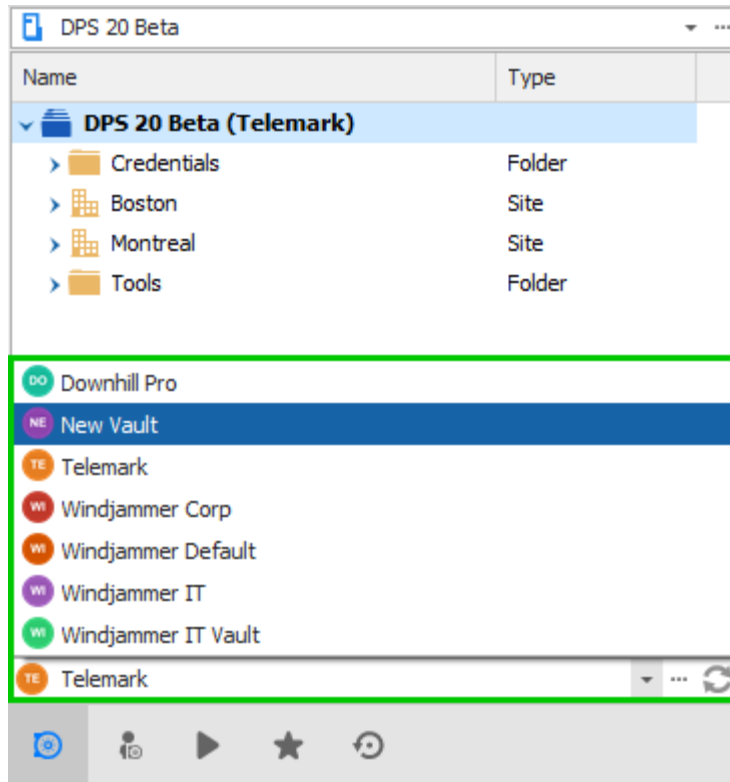 DPS 20 Beta
Name Type
DPS 20 Beta (Telemark)
Credentials Folder
Boston Site
Montreal Site
Tools Folder
DO Downhill Pro
NE New Vault
TE Telemark
WI Windjammer Corp
WI Windjammer Default
WI Windjammer IT
WI Windjammer IT Vault
TE Telemark